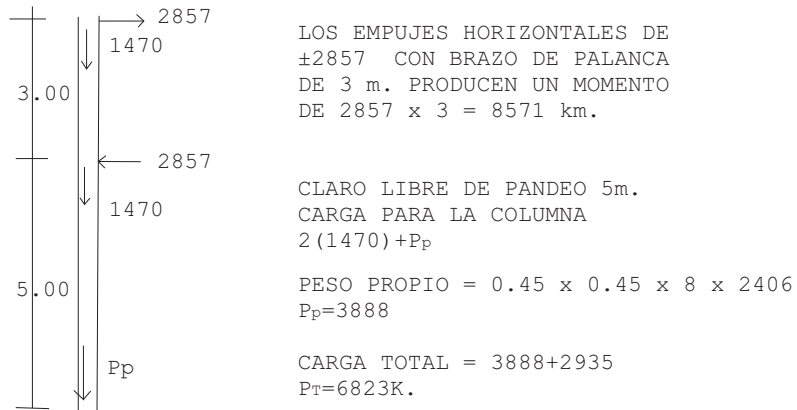 2857
1470
3.00
2857
1470
5.00
Pp
LOS EMPUJES HORIZONTALES DE
±2857 CON BRAZO DE PALANCA
DE 3 m. PRODUCEN UN MOMENTO
DE 2857 x 3 = 8571 km.
CLARO LIBRE DE PANDEO 5m.
CARGA PARA LA COLUMNA
2(1470)+Pp
PESO PROPIO = 0.45 x 0.45 x 8 x 2406
Pp=3888
CARGA TOTAL = 3888+2935
PT=6823K.